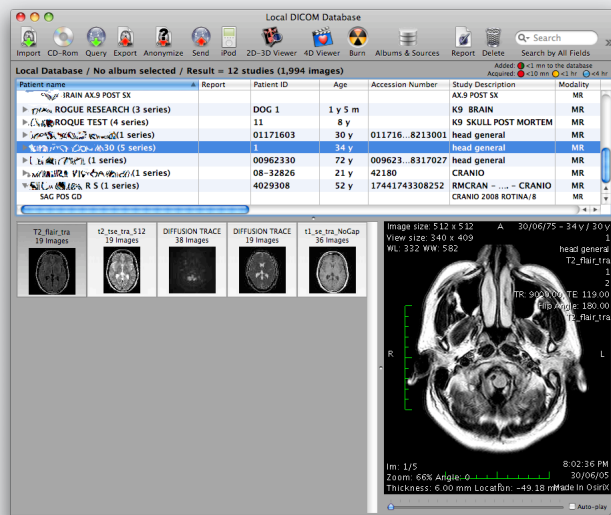 Local DICOM Database
Import CD-Rom Query Export Anonymize Send iPod 2D-3D Viewer 4D Viewer Burn Albums & Sources Report Delete Search by All Fields
Search
Local Database / No album selected / Result = 12 studies (1,994 images)
Added: <1 mn to the database
Acquired: <10 mn <1 hr <4 hr
Patient name Report Patient ID Age Accession Number Study Description Modality
IRAIN AX.9 POST SX AX.9 POST SX MR
ROGUE RESEARCH (3 series) DOG 1 1 y 5 m K9 BRAIN MR
ROQUE TEST (4 series) 11 8 y K9 SKULL POST MORTEM MR
(1 series) 01171603 30 y 011716...8213001 head general MR
30 (5 series) 1 34 y head general MR
(1 series) 00962330 72 y 009623...8317027 head general MR
(1 series) 08-32826 21 y 42180 CRANIO MR
R S (1 series) 4029308 52 y 17441743308252 RMCRAN - ..., - CRANIO MR
SAG POS GD CRANIO 2008 ROTINA/8 MR
T2_flair_tra
19 Images
t2_tse_tra_512
19 Images
DIFFUSION TRACE
38 Images
DIFFUSION TRACE
19 Images
t1_se_tra_NoGap
36 Images
Image size: 512 x 512
View size: 340 x 409
WL: 332 WW: 582
A
30/06/75 - 34 y / 30 y
1
head general
T2_flair_tra
1
2
TR: 9000.00, TE: 119.00
Flip Angle: 180.00
T2_flair_tra
R
L
Im: 1/5
Zoom: 66% Angle: 0
Thickness: 6.00 mm Location: -49.18 mm
P
8:02:36 PM
30/06/05
Made In OsiriX
Auto-play